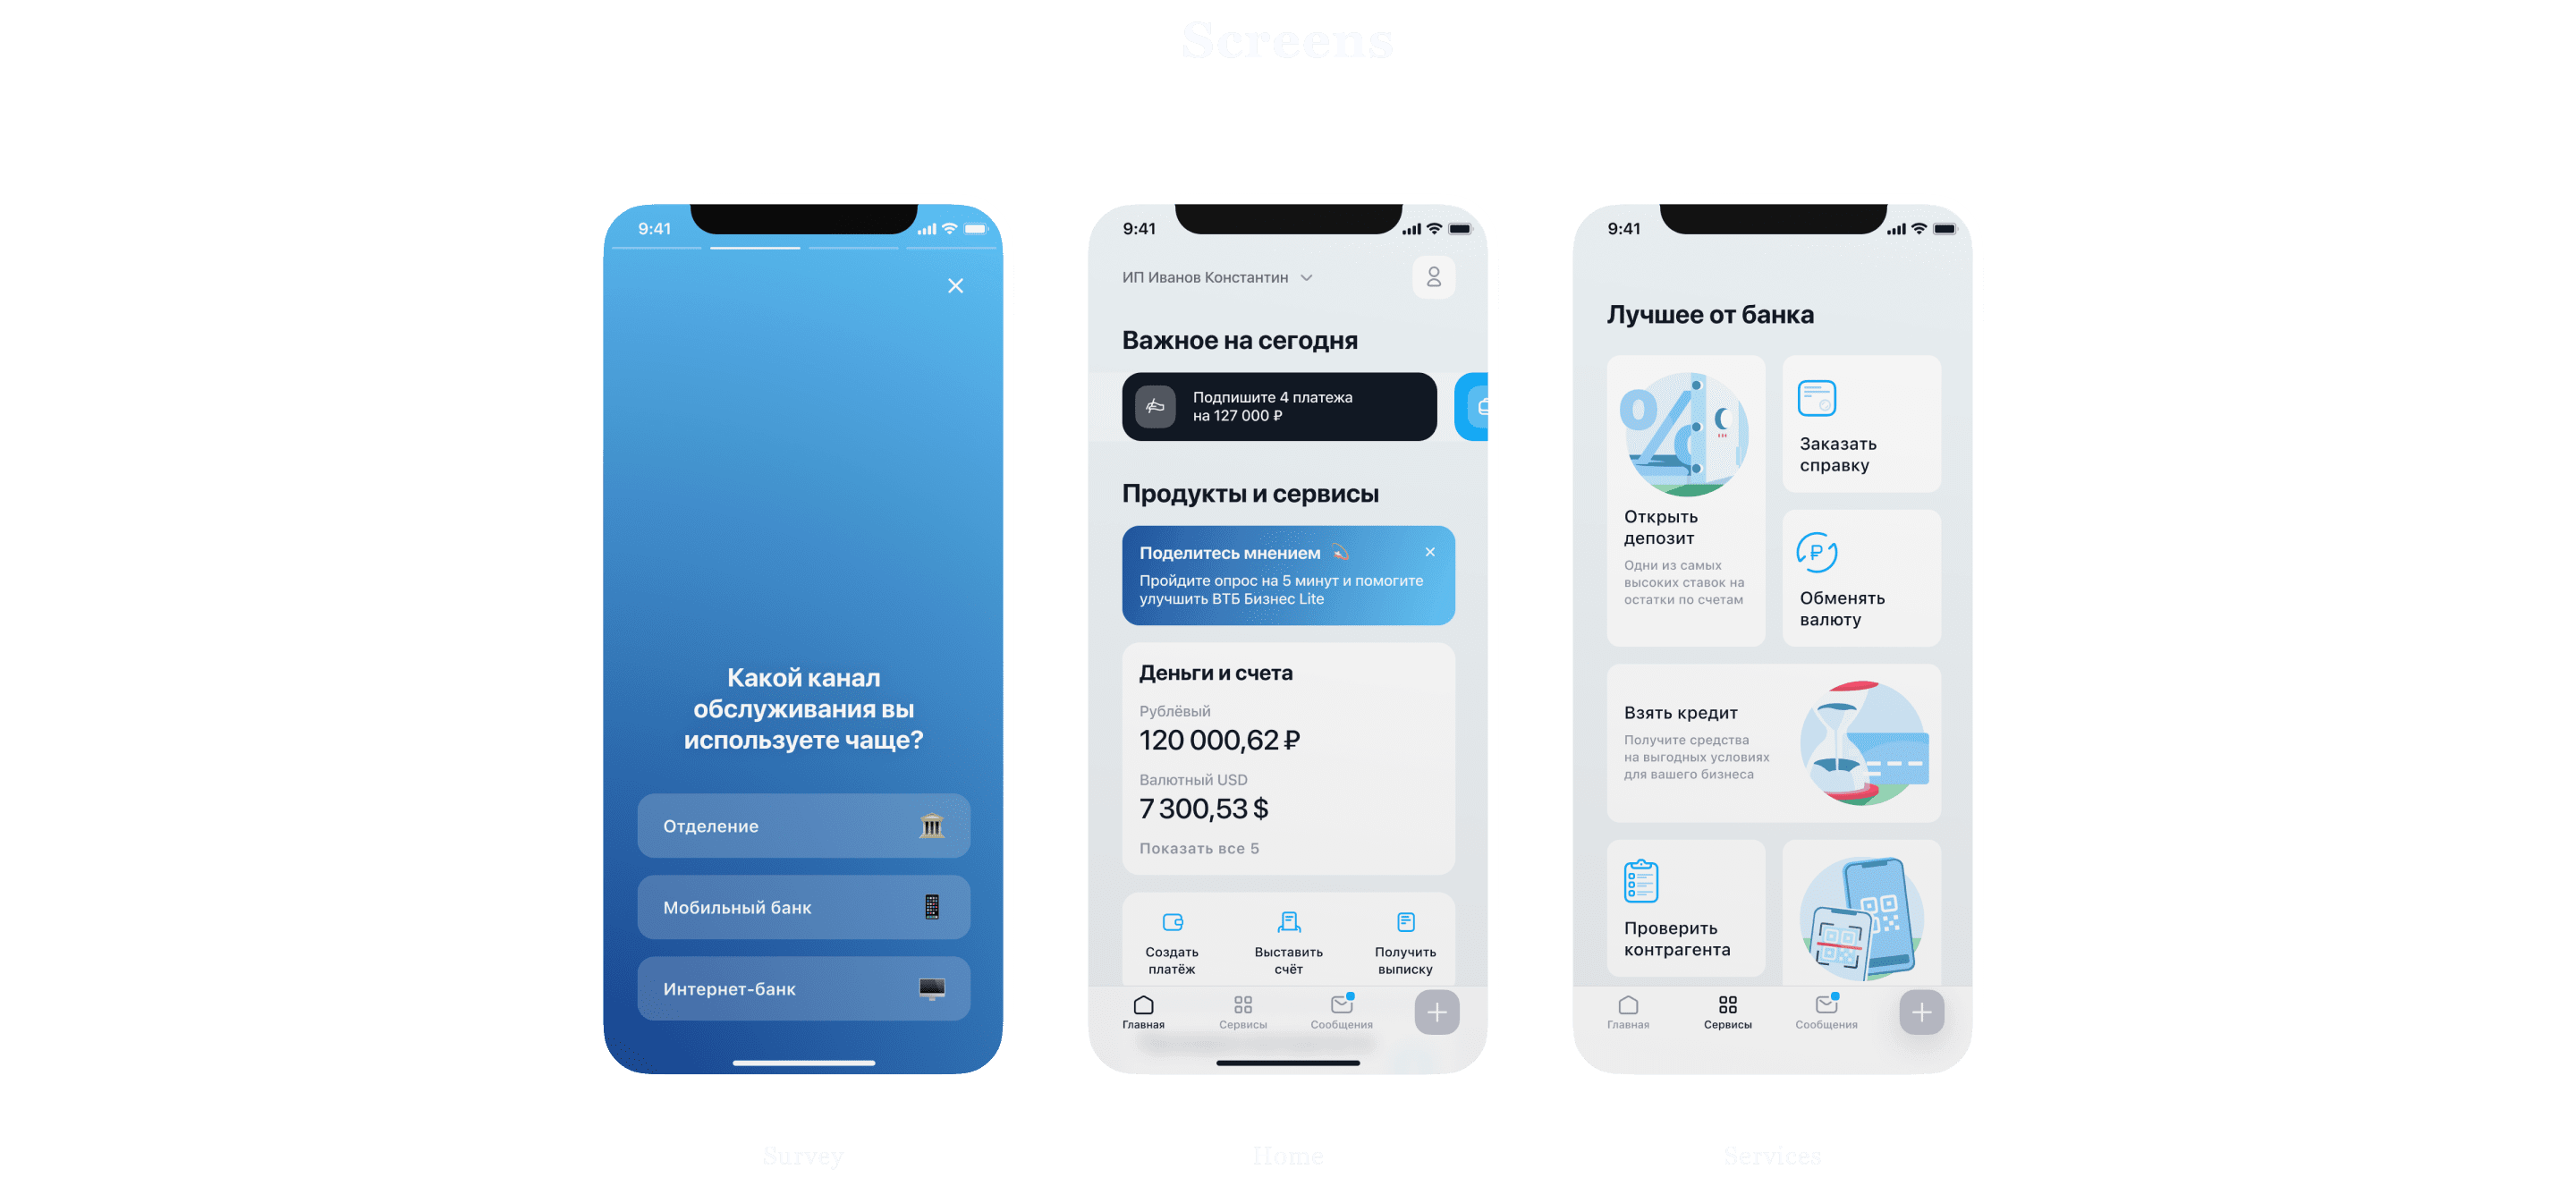 Screens
9:41
Какой канал
обслуживания вы
используете чаще?
Отделение
Мобильный банк
Интернет-банк
Survey
9:41
ИП Иванов Константин
Важное на сегодня
Подпишите 4 платежа
на 127 000 ₽
Продукты и сервисы
Поделитесь мнением
Пройдите опрос на 5 минут и помогите
улучшить ВТБ Бизнес Lite
Деньги и счета
Рублёвый
120 000,62 ₽
Валютный USD
7 300,53 $
Показать все 5
Создать
платёж
Выставить
счёт
Получить
выписку
Главная
Сервисы
Сообщения
Home
9:41
Лучшее от банка
Открыть
депозит
Одни из самых
высоких ставок на
остатки по счетам
Заказать
справку
Обменять
валюту
Взять кредит
Получите средства
на выгодных условиях
для вашего бизнеса
Проверить
контрагента
Главная
Сервисы
Сообщения
Services